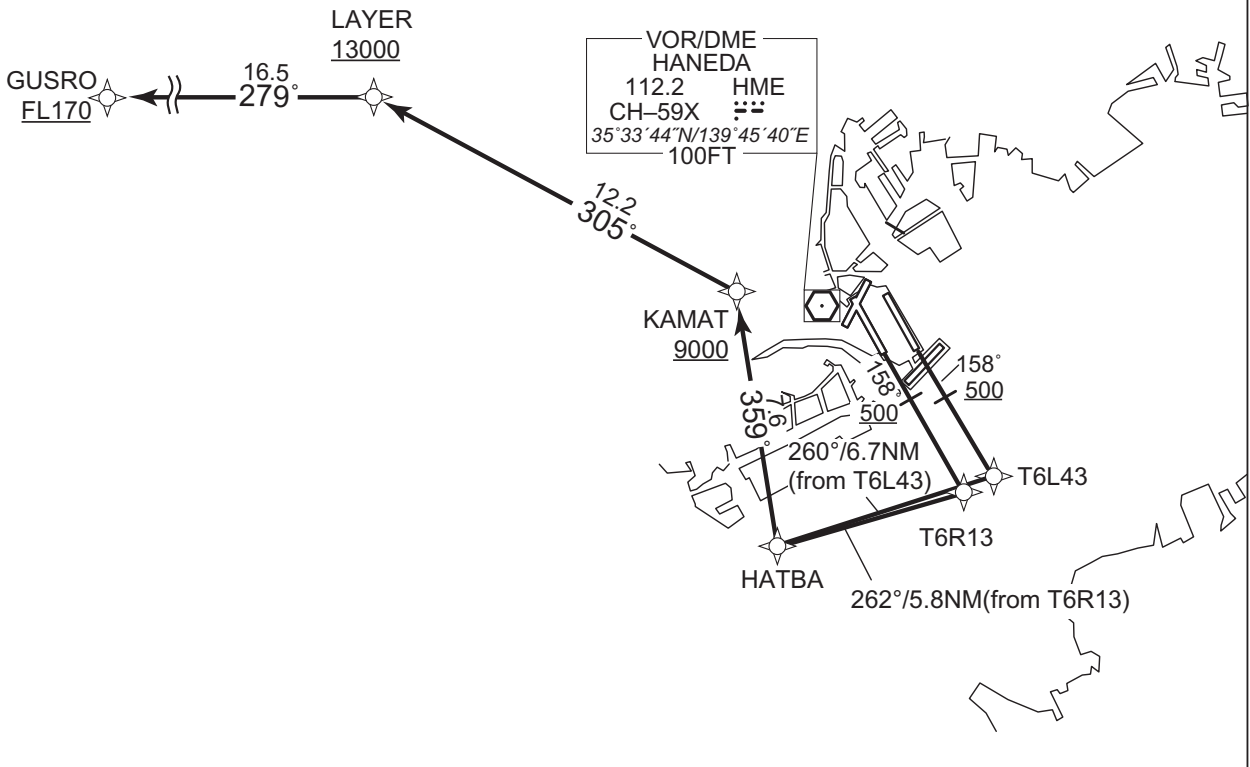 LAYER
13000
GUSRO
FL170
16.5
279°
VOR/DME
HANEDA
112.2 HME
CH–59X
35°33´44˝N/139°45´40˝E
100FT
12.2
305°
KAMAT
9000
7.6
359°
158°
500
158°
500
260°/6.7NM
(from T6L43)
T6L43
T6R13
HATBA
262°/5.8NM(from T6R13)